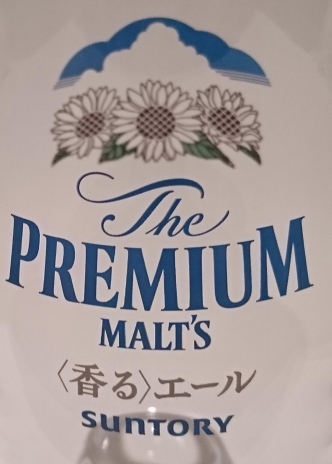 The
PREMIUM
MALT'S
〈香る〉エール
SUNTORY